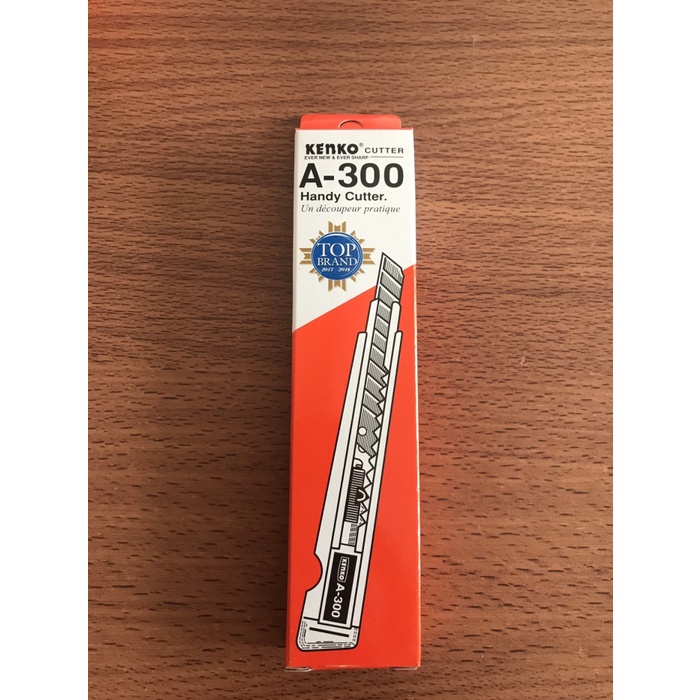 KENKO® CUTTER
EVER NEW & EVER SHARP
A-300
Handy Cutter.
Un découpeur pratique
TOP
BRAND
2017 - 2018
KENKO
A-300